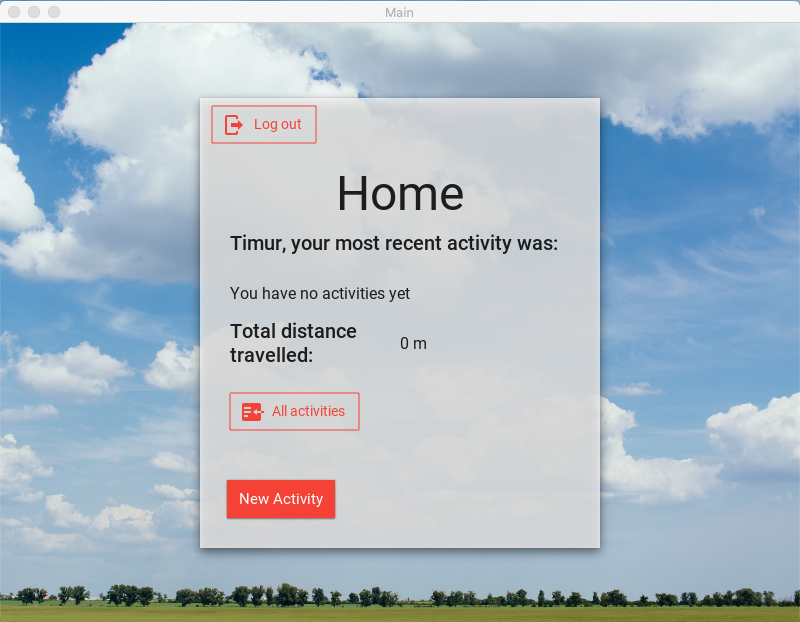 Main
Log out
Home
Timur, your most recent activity was:
You have no activities yet
Total distance
travelled:
0 m
All activities
New Activity